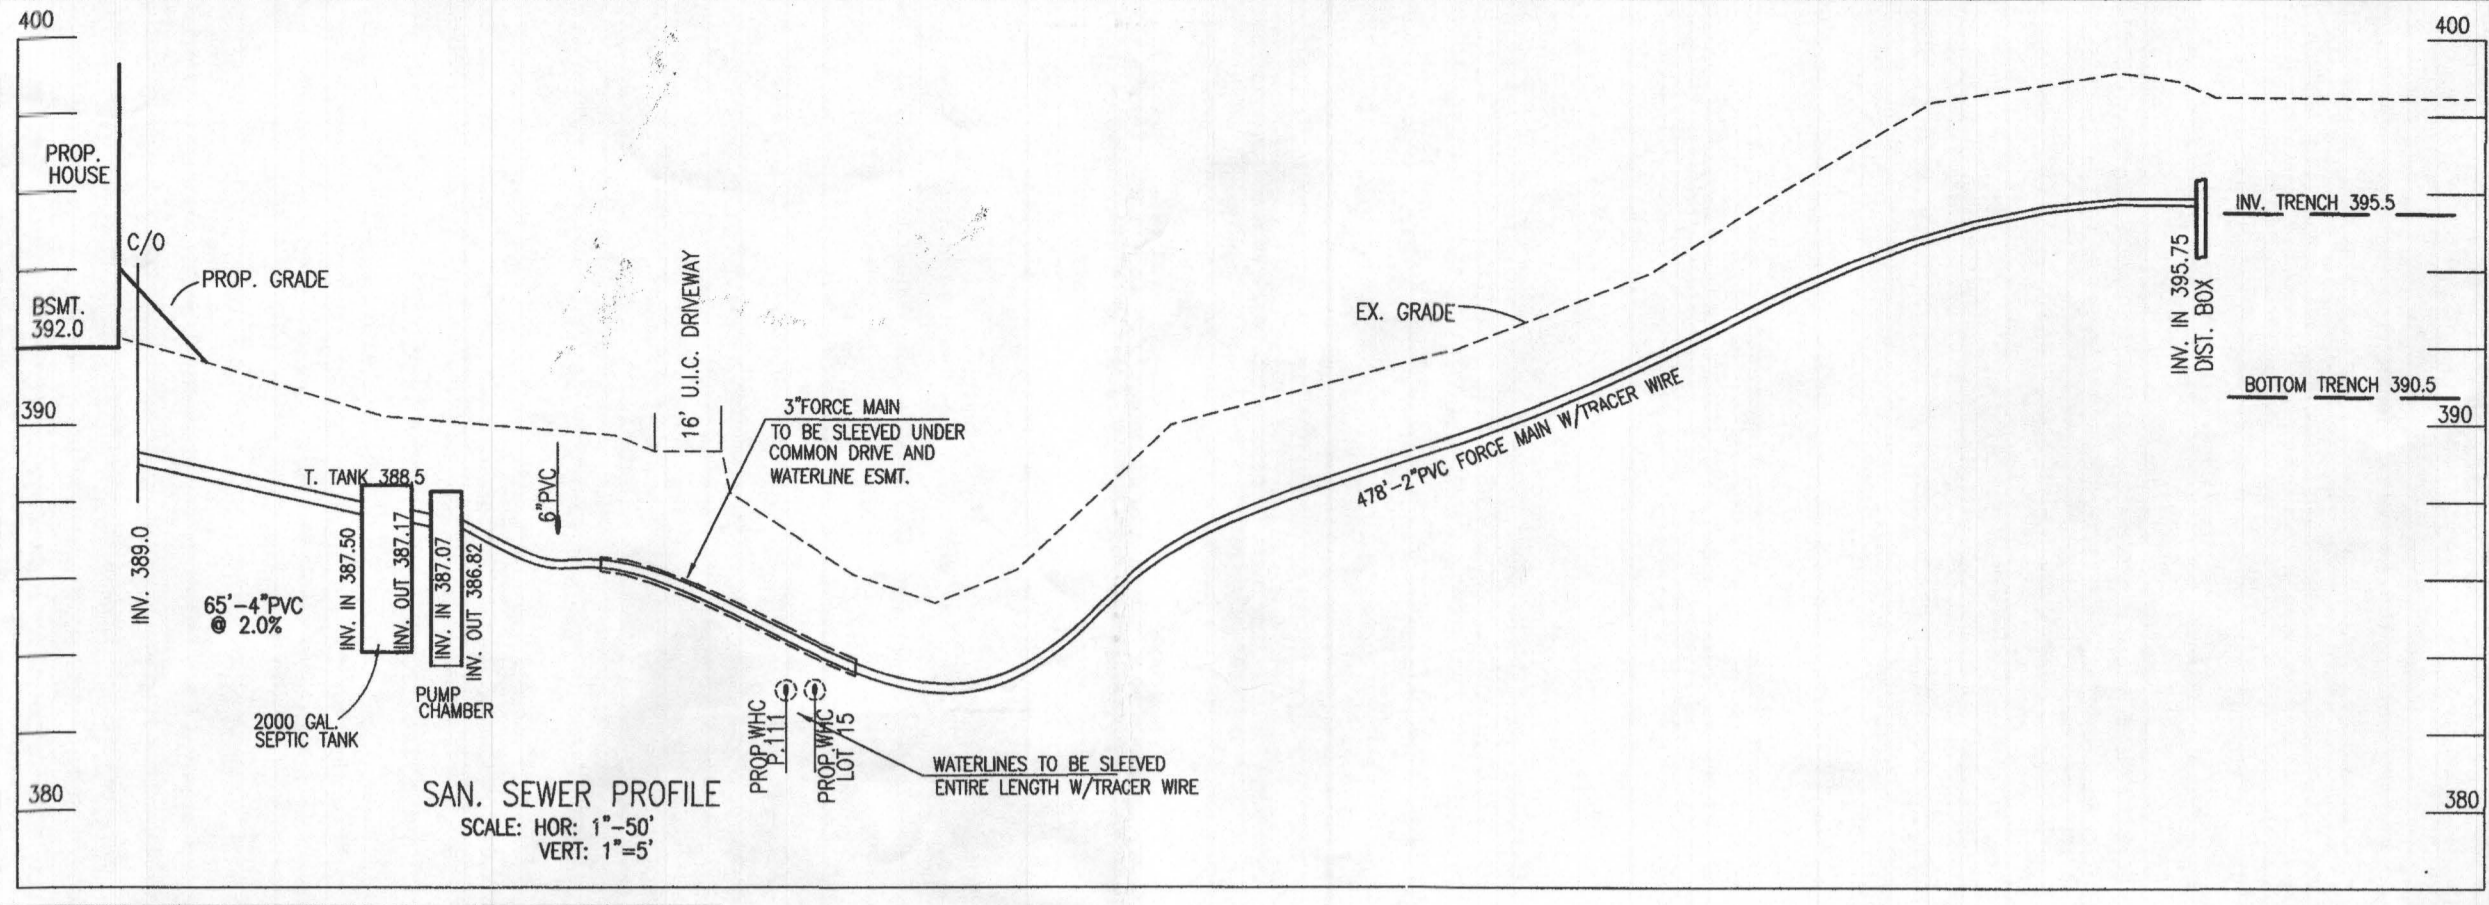 400
400
PROP.
HOUSE
C/O
PROP. GRADE
BSMT.
392.0
390
INV. 389.0
65'-4"PVC
@ 2.0%
T. TANK 388.5
INV. IN 387.50
INV. OUT 387.17
INV. IN 387.07
INV. OUT 386.82
2000 GAL.
SEPTIC TANK
PUMP
CHAMBER
6"PVC
16' U.I.C. DRIVEWAY
3"FORCE MAIN
TO BE SLEEVED UNDER
COMMON DRIVE AND
WATERLINE ESMT.
PROP.WHC
P.111
PROP.WHC
LOT 15
WATERLINES TO BE SLEEVED
ENTIRE LENGTH W/TRACER WIRE
EX. GRADE
478'-2"PVC FORCE MAIN W/TRACER WIRE
INV. IN 395.75
DIST. BOX
INV. TRENCH 395.5
BOTTOM TRENCH 390.5
390
380
380
SAN. SEWER PROFILE
SCALE: HOR: 1"-50'
VERT: 1"=5'